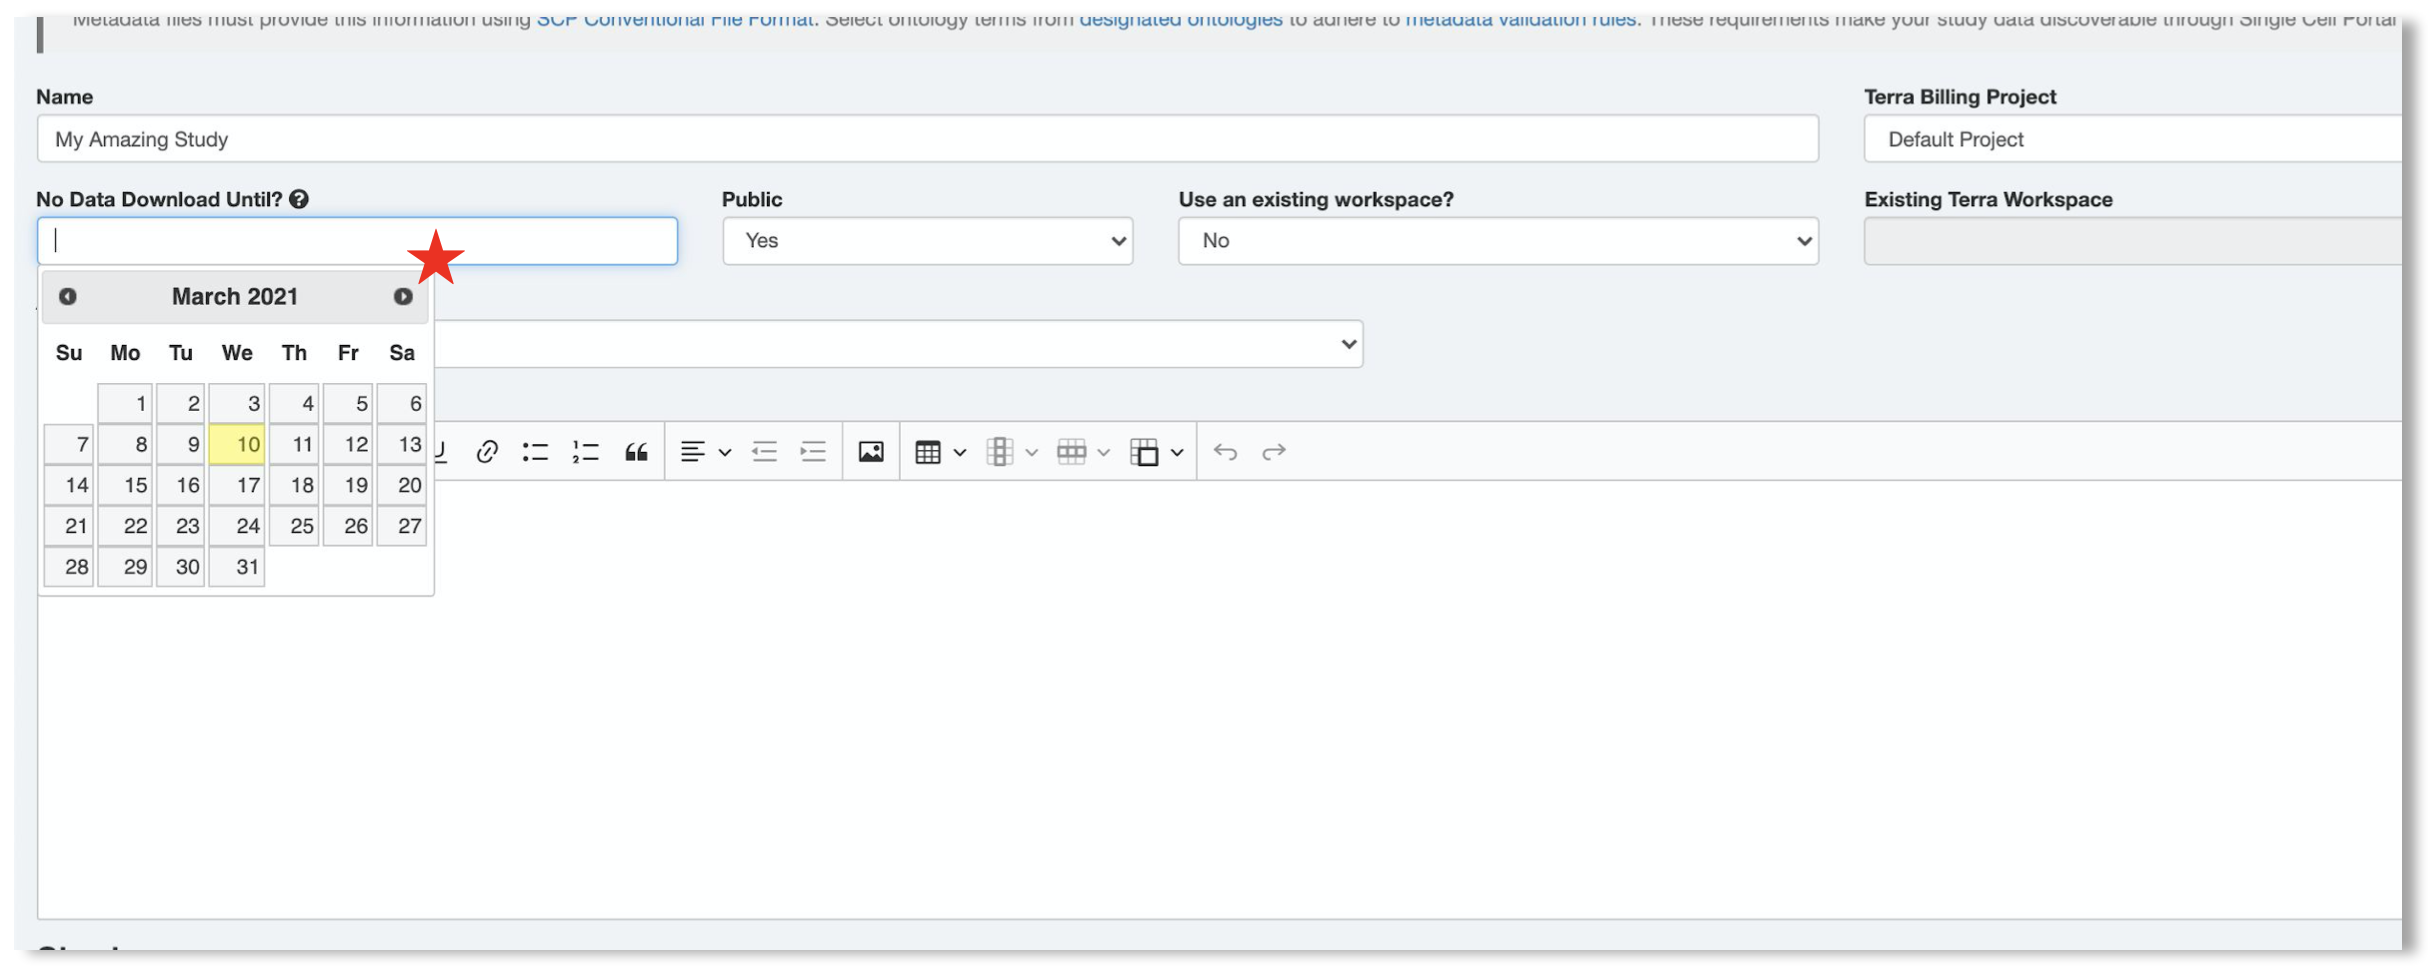 Metadata files must provide this information using SCP Conventional File Format. Select ontology terms from designated ontologies to adhere to metadata validation rules. These requirements make your study data discoverable through Single Cell Portal
Name
Terra Billing Project
My Amazing Study
Default Project
No Data Download Until?
Public
Use an existing workspace?
Existing Terra Workspace
Yes
No
March 2021
Su Mo Tu We Th Fr Sa
1 2 3 4 5 6
7 8 9 10 11 12 13
14 15 16 17 18 19 20
21 22 23 24 25 26 27
28 29 30 31